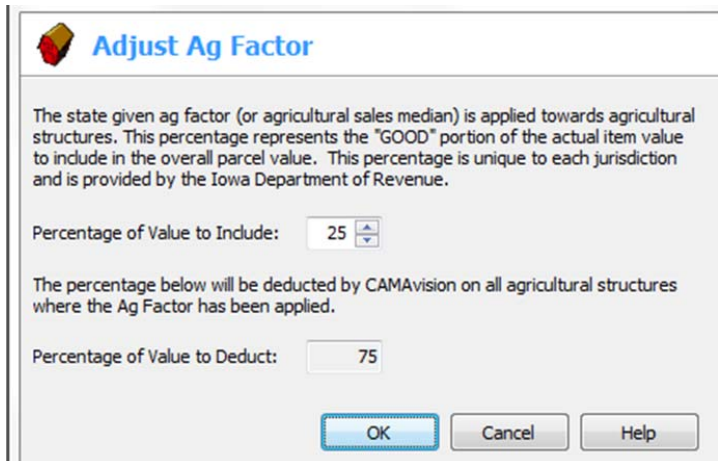 Adjust Ag Factor
The state given ag factor (or agricultural sales median) is applied towards agricultural
structures. This percentage represents the "GOOD" portion of the actual item value
to include in the overall parcel value.  This percentage is unique to each jurisdiction
and is provided by the Iowa Department of Revenue.
Percentage of Value to Include: 25
The percentage below will be deducted by CAMAvision on all agricultural structures
where the Ag Factor has been applied.
Percentage of Value to Deduct: 75
OK Cancel Help